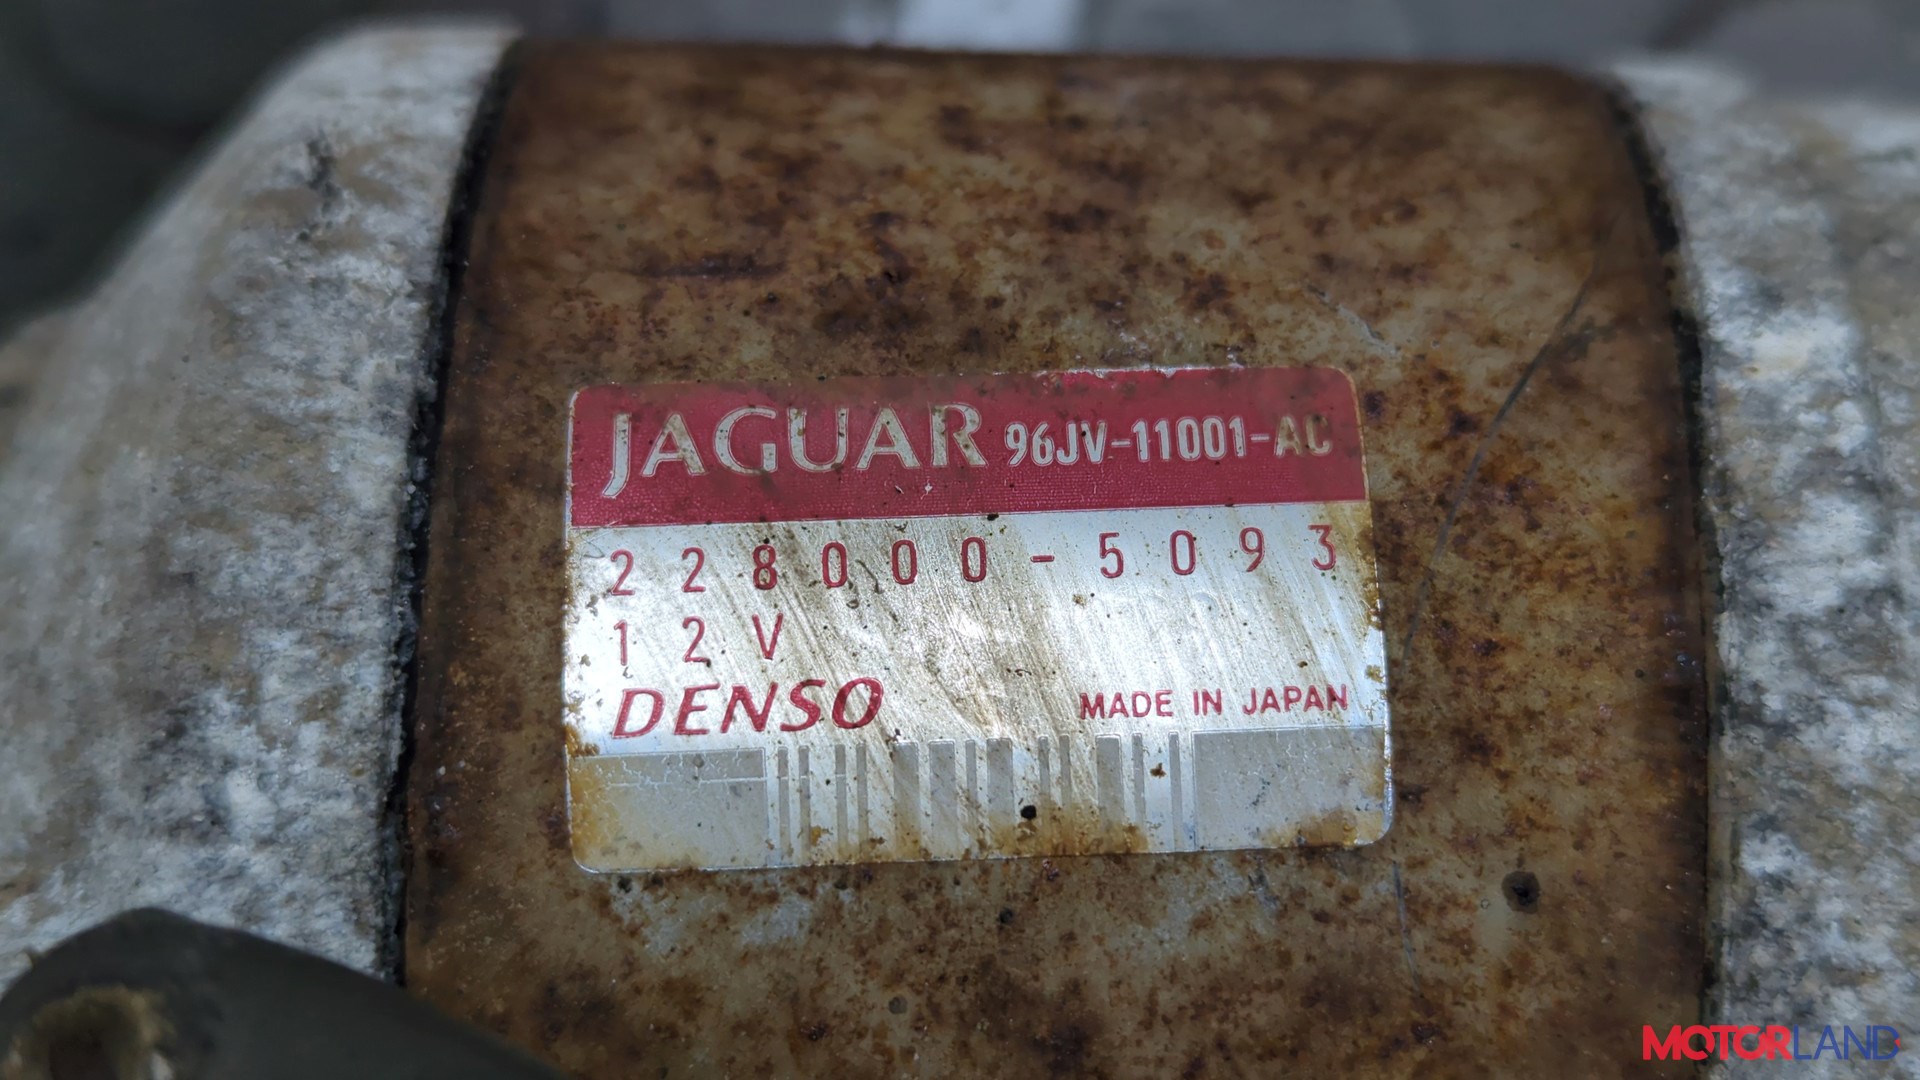 JAGUAR 96JV-11001-AC
228000-5093
12V
DENSO MADE IN JAPAN
MOTORLAND